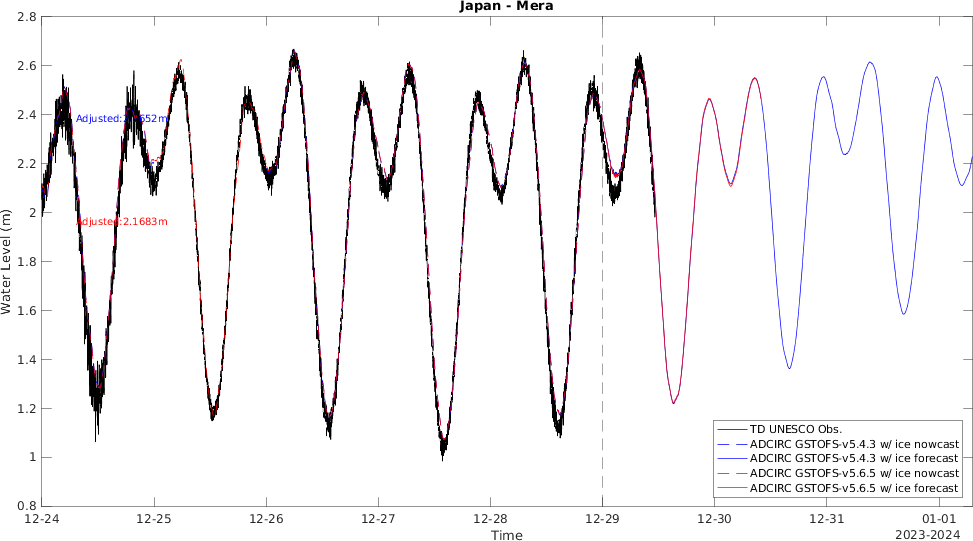 Japan - Mera
2.8
2.6
2.4
2.2
2
1.8
1.6
1.4
1.2
1
0.8
Water Level (m)
Adjusted:2.1683m
12-24
12-25
12-26
12-27
12-28
12-29
12-30
12-31
01-01
Time
2023-2024
TD UNESCO Obs.
ADCIRC GSTOFS-v5.4.3 w/ ice nowcast
ADCIRC GSTOFS-v5.4.3 w/ ice forecast
ADCIRC GSTOFS-v5.6.5 w/ ice nowcast
ADCIRC GSTOFS-v5.6.5 w/ ice forecast